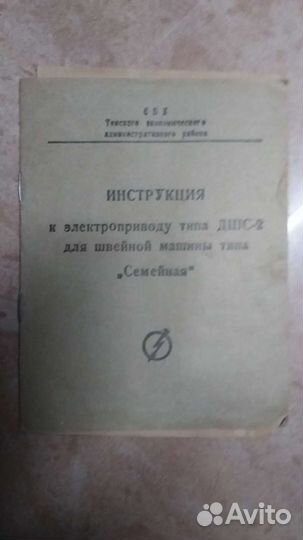 СНХ
Томского экономического
административного района
ИНСТРУКЦИЯ
к электроприводу типа ДШС-2
для швейной машины типа
„Семейная"
Avito